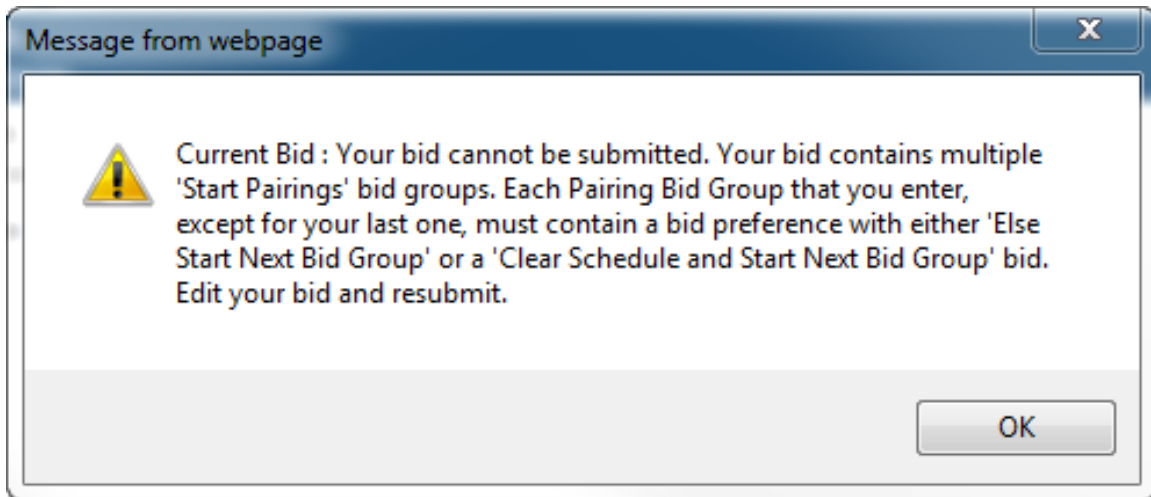 Message from webpage
Current Bid : Your bid cannot be submitted. Your bid contains multiple
'Start Pairings' bid groups. Each Pairing Bid Group that you enter,
except for your last one, must contain a bid preference with either 'Else
Start Next Bid Group' or a 'Clear Schedule and Start Next Bid Group' bid.
Edit your bid and resubmit.
OK